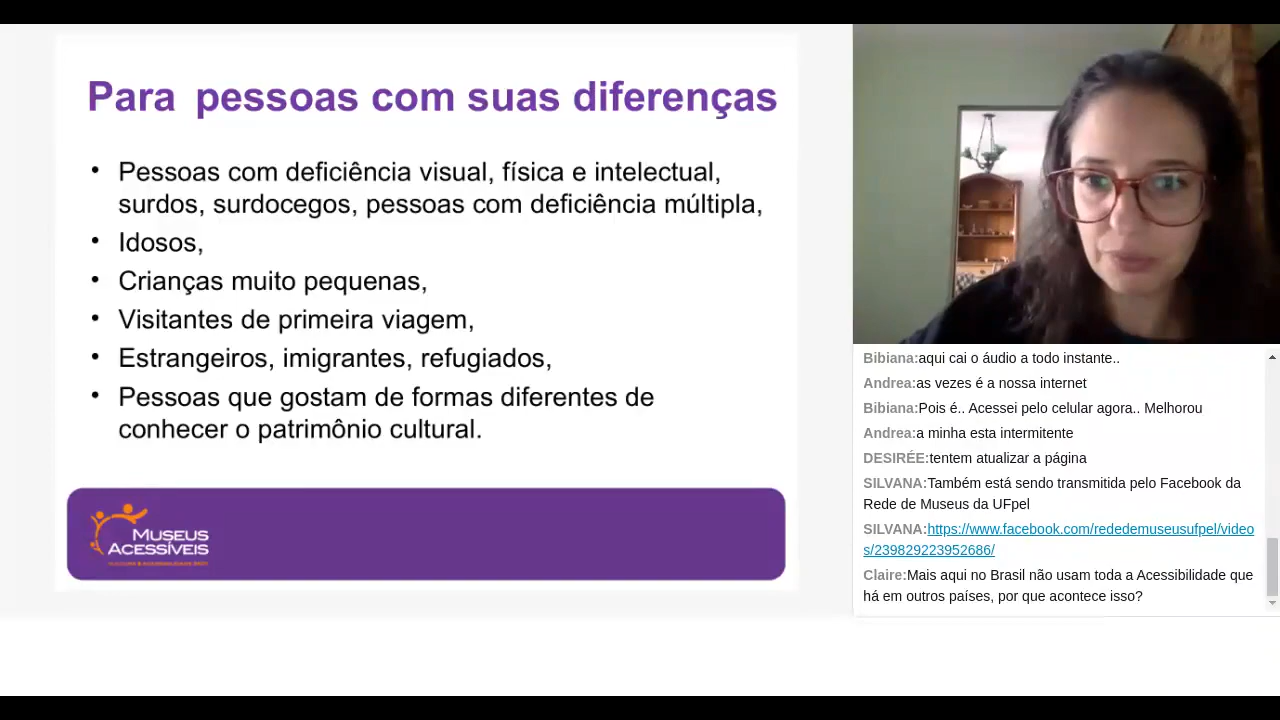 Para pessoas com suas diferenças
• Pessoas com deficiência visual, física e intelectual,
surdos, surdocegos, pessoas com deficiência múltipla,
• Idosos,
• Crianças muito pequenas,
• Visitantes de primeira viagem,
• Estrangeiros, imigrantes, refugiados,
• Pessoas que gostam de formas diferentes de
conhecer o patrimônio cultural.
MUSEUS
ACESSÍVEIS
Bibiana:aqui cai o áudio a todo instante..
Andrea:as vezes é a nossa internet
Bibiana:Pois é.. Acessei pelo celular agora.. Melhorou
Andrea:a minha esta intermitente
DESIRÉE:tentem atualizar a página
SILVANA:Também está sendo transmitida pelo Facebook da
Rede de Museus da UFpel
SILVANA:https://www.facebook.com/rededemuseusufpel/video
s/239829223952686/
Claire:Mais aqui no Brasil não usam toda a Acessibilidade que
há em outros países, por que acontece isso?